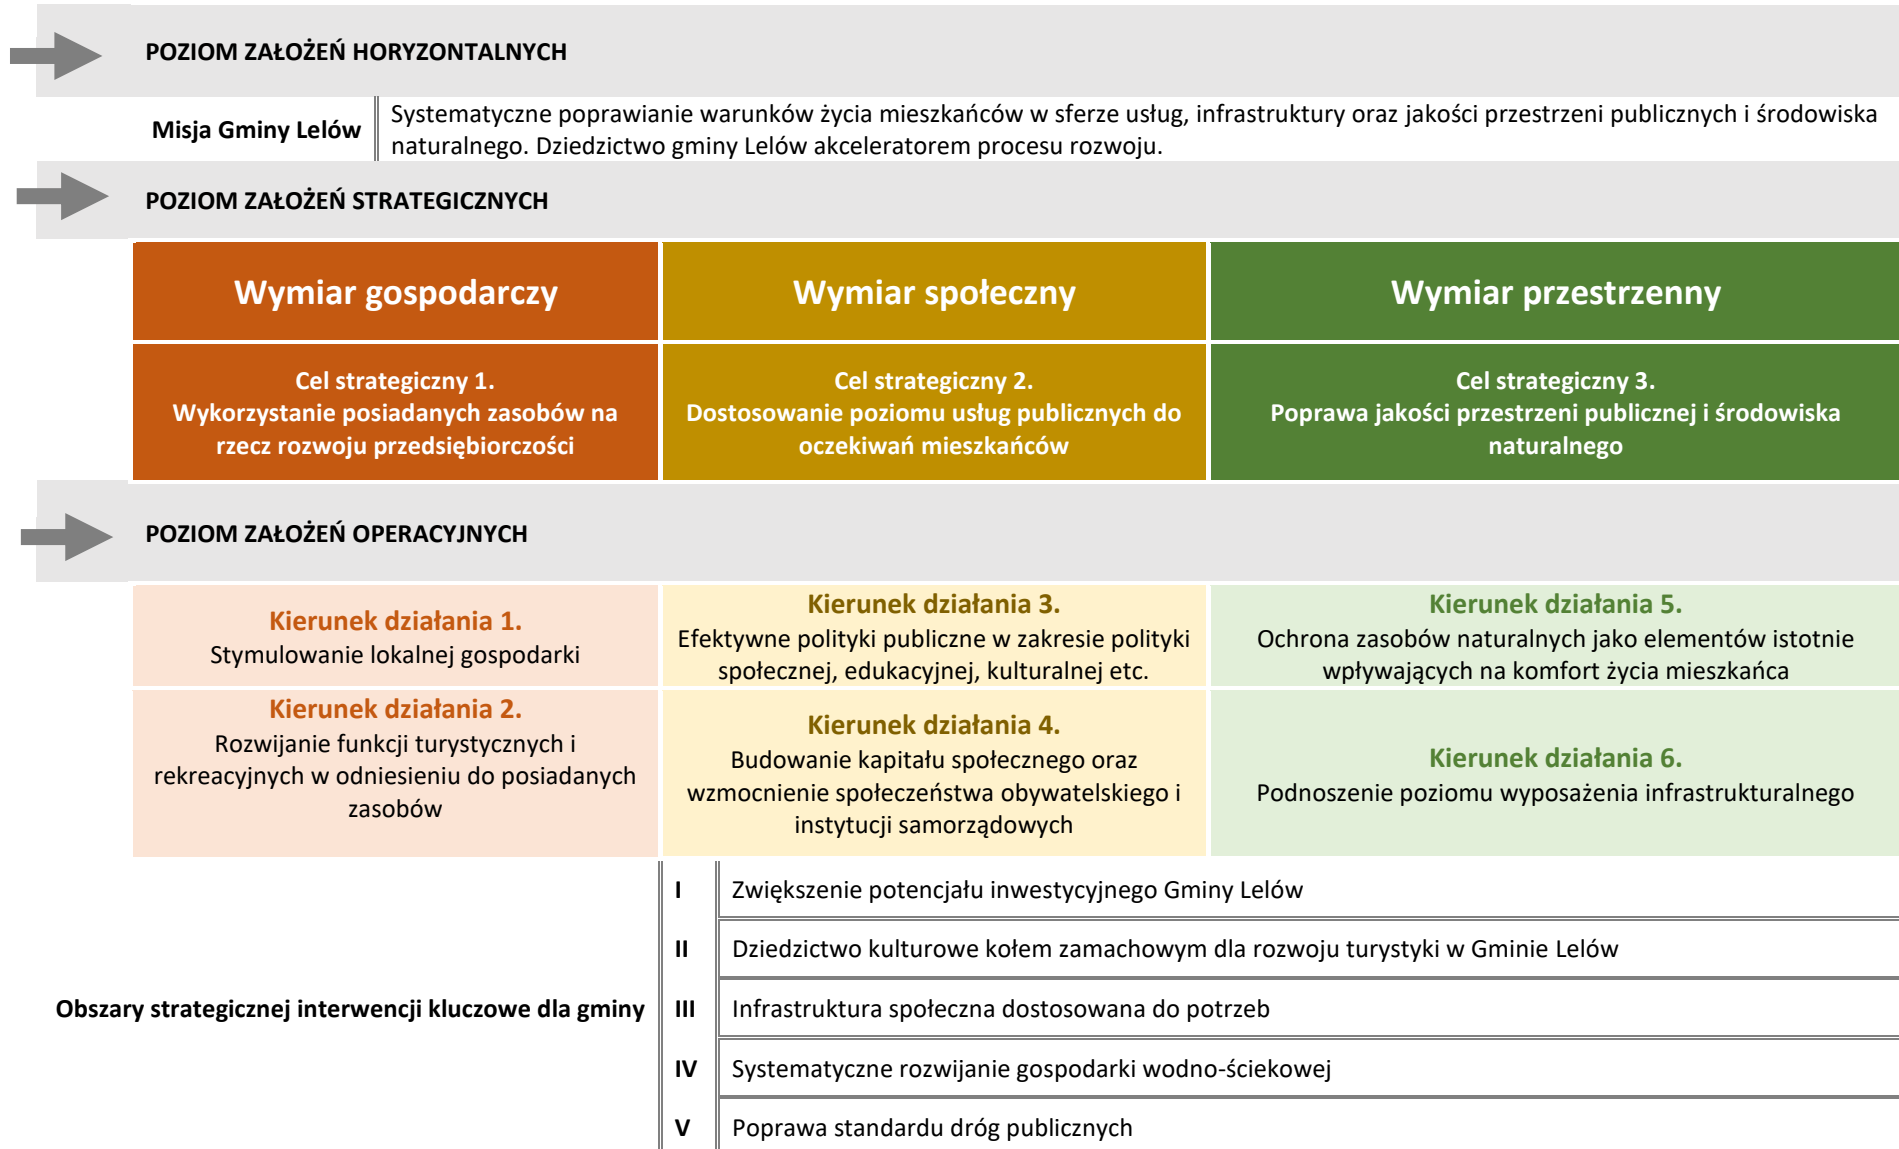 POZIOM ZAŁOŻEŃ HORYZONTALNYCH
Misja Gminy Lelów
Systematyczne poprawianie warunków życia mieszkańców w sferze usług, infrastruktury oraz jakości przestrzeni publicznych i środowiska
naturalnego. Dziedzictwo gminy Lelów akceleratorem procesu rozwoju.
POZIOM ZAŁOŻEŃ STRATEGICZNYCH
Wymiar gospodarczy
Wymiar społeczny
Wymiar przestrzenny
Cel strategiczny 1.
Wykorzystanie posiadanych zasobów na
rzecz rozwoju przedsiębiorczości
Cel strategiczny 2.
Dostosowanie poziomu usług publicznych do
oczekiwań mieszkańców
Cel strategiczny 3.
Poprawa jakości przestrzeni publicznej i środowiska
naturalnego
POZIOM ZAŁOŻEŃ OPERACYJNYCH
Kierunek działania 1.
Stymulowanie lokalnej gospodarki
Kierunek działania 3.
Efektywne polityki publiczne w zakresie polityki
społecznej, edukacyjnej, kulturalnej etc.
Kierunek działania 5.
Ochrona zasobów naturalnych jako elementów istotnie
wpływających na komfort życia mieszkańca
Kierunek działania 2.
Rozwijanie funkcji turystycznych i
rekreacyjnych w odniesieniu do posiadanych
zasobów
Kierunek działania 4.
Budowanie kapitału społecznego oraz
wzmocnienie społeczeństwa obywatelskiego i
instytucji samorządowych
Kierunek działania 6.
Podnoszenie poziomu wyposażenia infrastrukturalnego
Obszary strategicznej interwencji kluczowe dla gminy
I Zwiększenie potencjału inwestycyjnego Gminy Lelów
II Dziedzictwo kulturowe kołem zamachowym dla rozwoju turystyki w Gminie Lelów
III Infrastruktura społeczna dostosowana do potrzeb
IV Systematyczne rozwijanie gospodarki wodno-ściekowej
V Poprawa standardu dróg publicznych